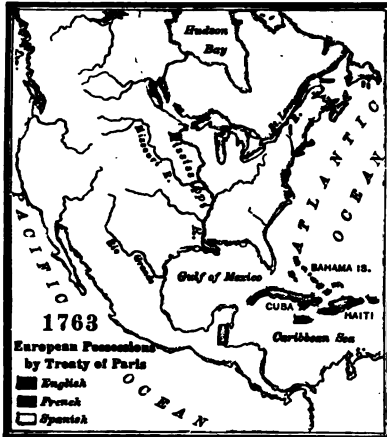 Hudson
Bay
Missouri R.
Mississippi
R.
Rio Grande
ATLANTIC
OCEAN
PACIFIC
OCEAN
Gulf of Mexico
BAHAMA IS.
CUBA
HAITI
Caribbean Sea
1763
European Possessions
by Treaty of Paris
English
French
Spanish